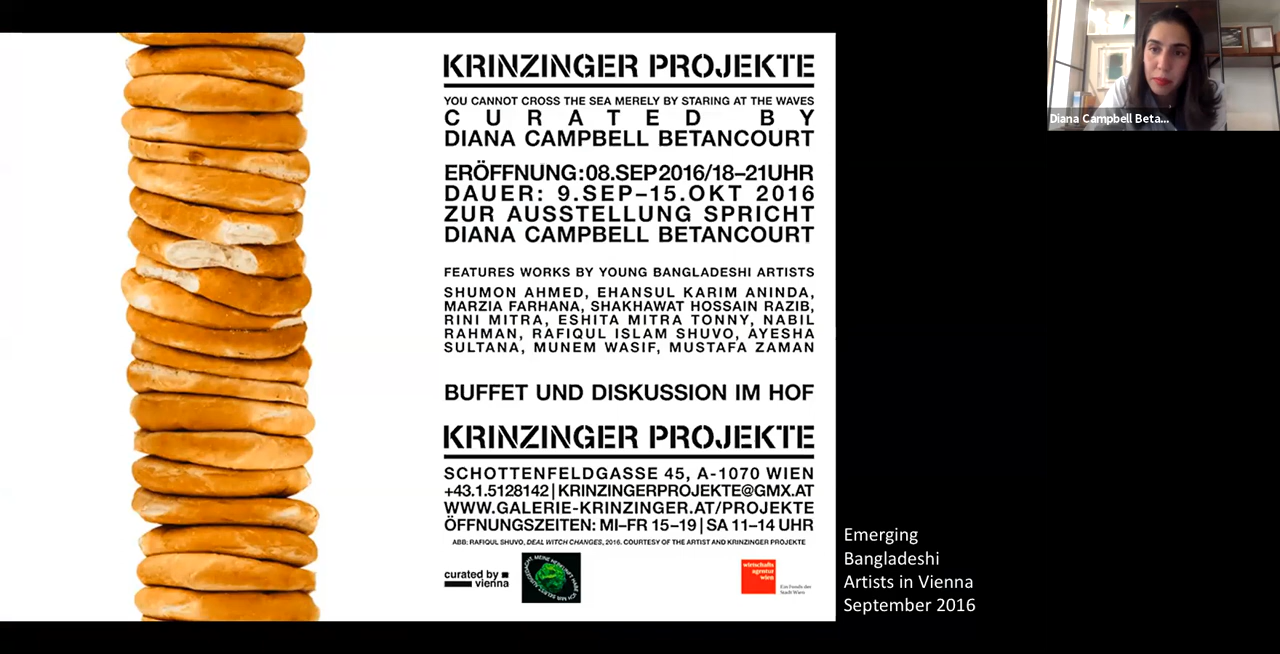 KRINZINGER PROJEKTE
YOU CANNOT CROSS THE SEA MERELY BY STARING AT THE WAVES
CURATED BY
DIANA CAMPBELL BETANCOURT
ERÖFFNUNG:08.SEP2016/18–21UHR
DAUER: 9.SEP–15.OKT 2016
ZUR AUSSTELLUNG SPRICHT
DIANA CAMPBELL BETANCOURT
FEATURES WORKS BY YOUNG BANGLADESHI ARTISTS
SHUMON AHMED, EHANSUL KARIM ANINDA,
MARZIA FARHANA, SHAKHAWAT HOSSAIN RAZIB,
RINI MITRA, ESHITA MITRA TONNY, NABIL
RAHMAN, RAFIQUL ISLAM SHUVO, AYESHA
SULTANA, MUNEM WASIF, MUSTAFA ZAMAN
BUFFET UND DISKUSSION IM HOF
KRINZINGER PROJEKTE
SCHOTTENFELDGASSE 45, A-1070 WIEN
+43.1.5128142|KRINZINGERPROJEKTE@GMX.AT
WWW.GALERIE-KRINZINGER.AT/PROJEKTE
ÖFFNUNGSZEITEN: MI–FR 15–19|SA 11–14 UHR
ABB: RAFIQUL SHUVO, DEAL WITCH CHANGES, 2016. COURTESY OF THE ARTIST AND KRINZINGER PROJEKTE
curated by
vienna
wirtschafts
agentur
wien
Ein Fonds der
Stadt Wien
Emerging
Bangladeshi
Artists in Vienna
September 2016
Diana Campbell Beta...